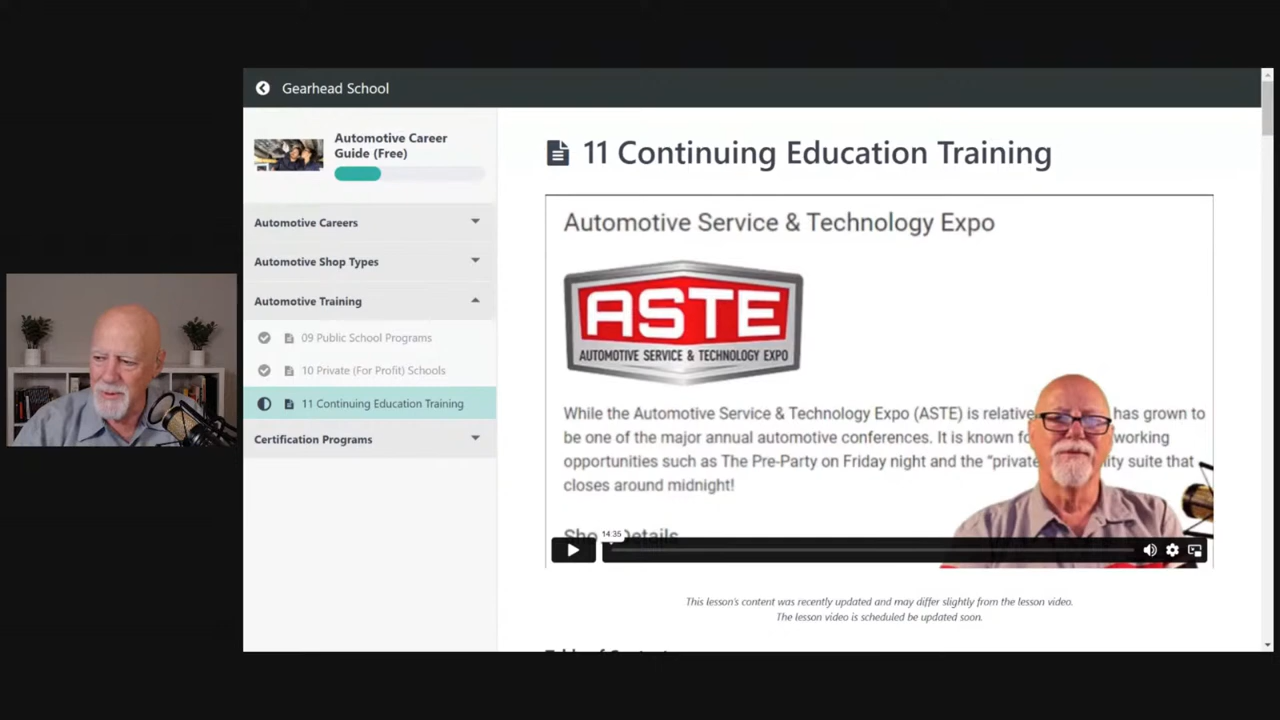 Gearhead School
Automotive Career
Guide (Free)
Automotive Careers
Automotive Shop Types
Automotive Training
09 Public School Programs
10 Private (For Profit) Schools
11 Continuing Education Training
Certification Programs
11 Continuing Education Training
Automotive Service & Technology Expo
ASTE
AUTOMOTIVE SERVICE & TECHNOLOGY EXPO
While the Automotive Service & Technology Expo (ASTE) is has grown to
be one of the major annual automotive conferences. It is known
opportunities such as The Pre-Party on Friday night and the "private suite that
closes around midnight!
14:35
This lesson's content was recently updated and may differ slightly from the lesson video.
The lesson video is scheduled be updated soon.